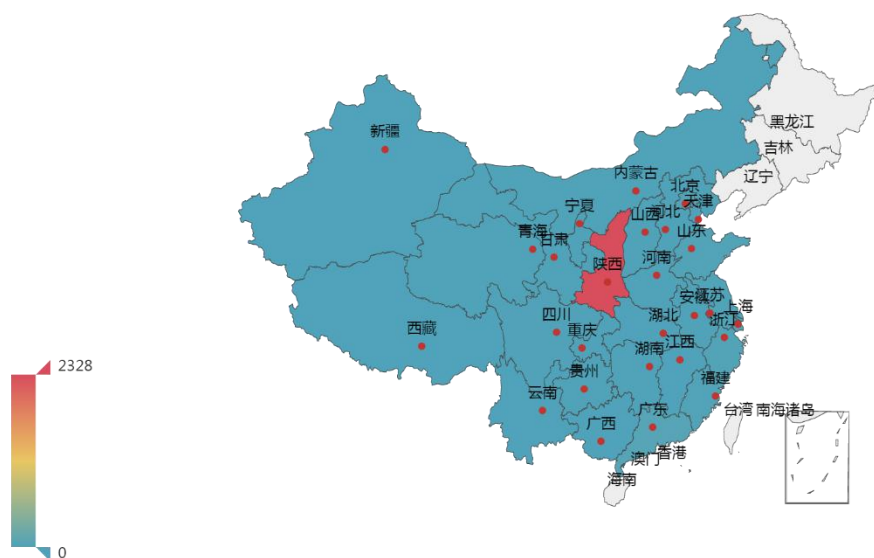 黑龙江
吉林
辽宁
新疆
内蒙古
北京
天津
宁夏
山西
河北
山东
青海
甘肃
河南
陕西
四川
重庆
湖北
安徽
江苏
上海
浙江
西藏
湖南
江西
贵州
福建
云南
广西
广东
台湾
南海诸岛
澳门
香港
海南
2328
0